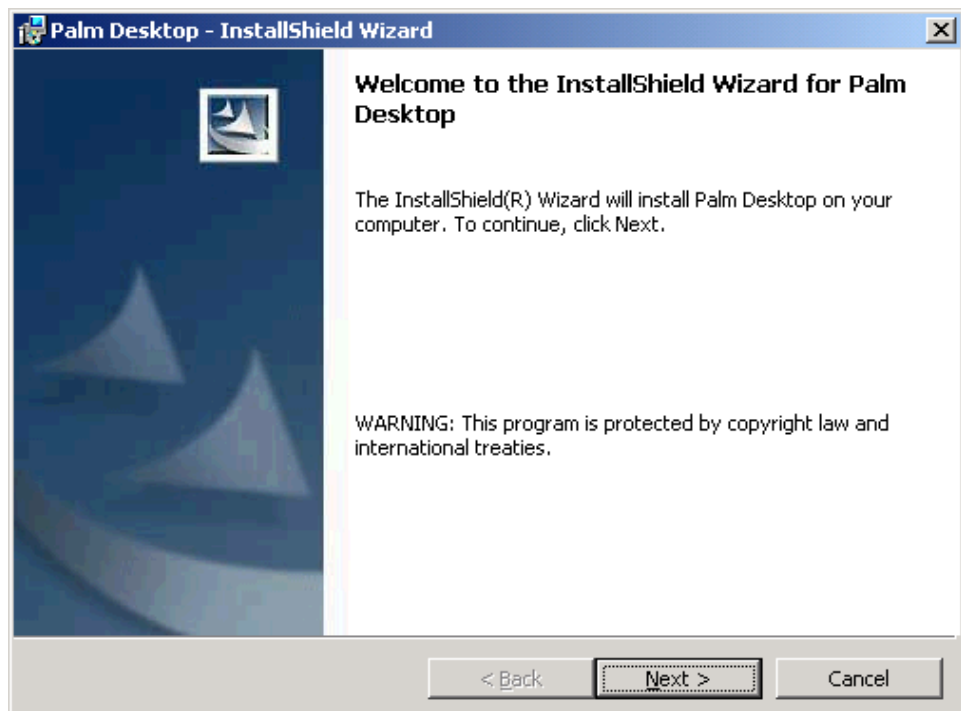 Palm Desktop - InstallShield Wizard
Welcome to the InstallShield Wizard for Palm
Desktop
The InstallShield(R) Wizard will install Palm Desktop on your
computer. To continue, click Next.
WARNING: This program is protected by copyright law and
international treaties.
< Back
Next >
Cancel